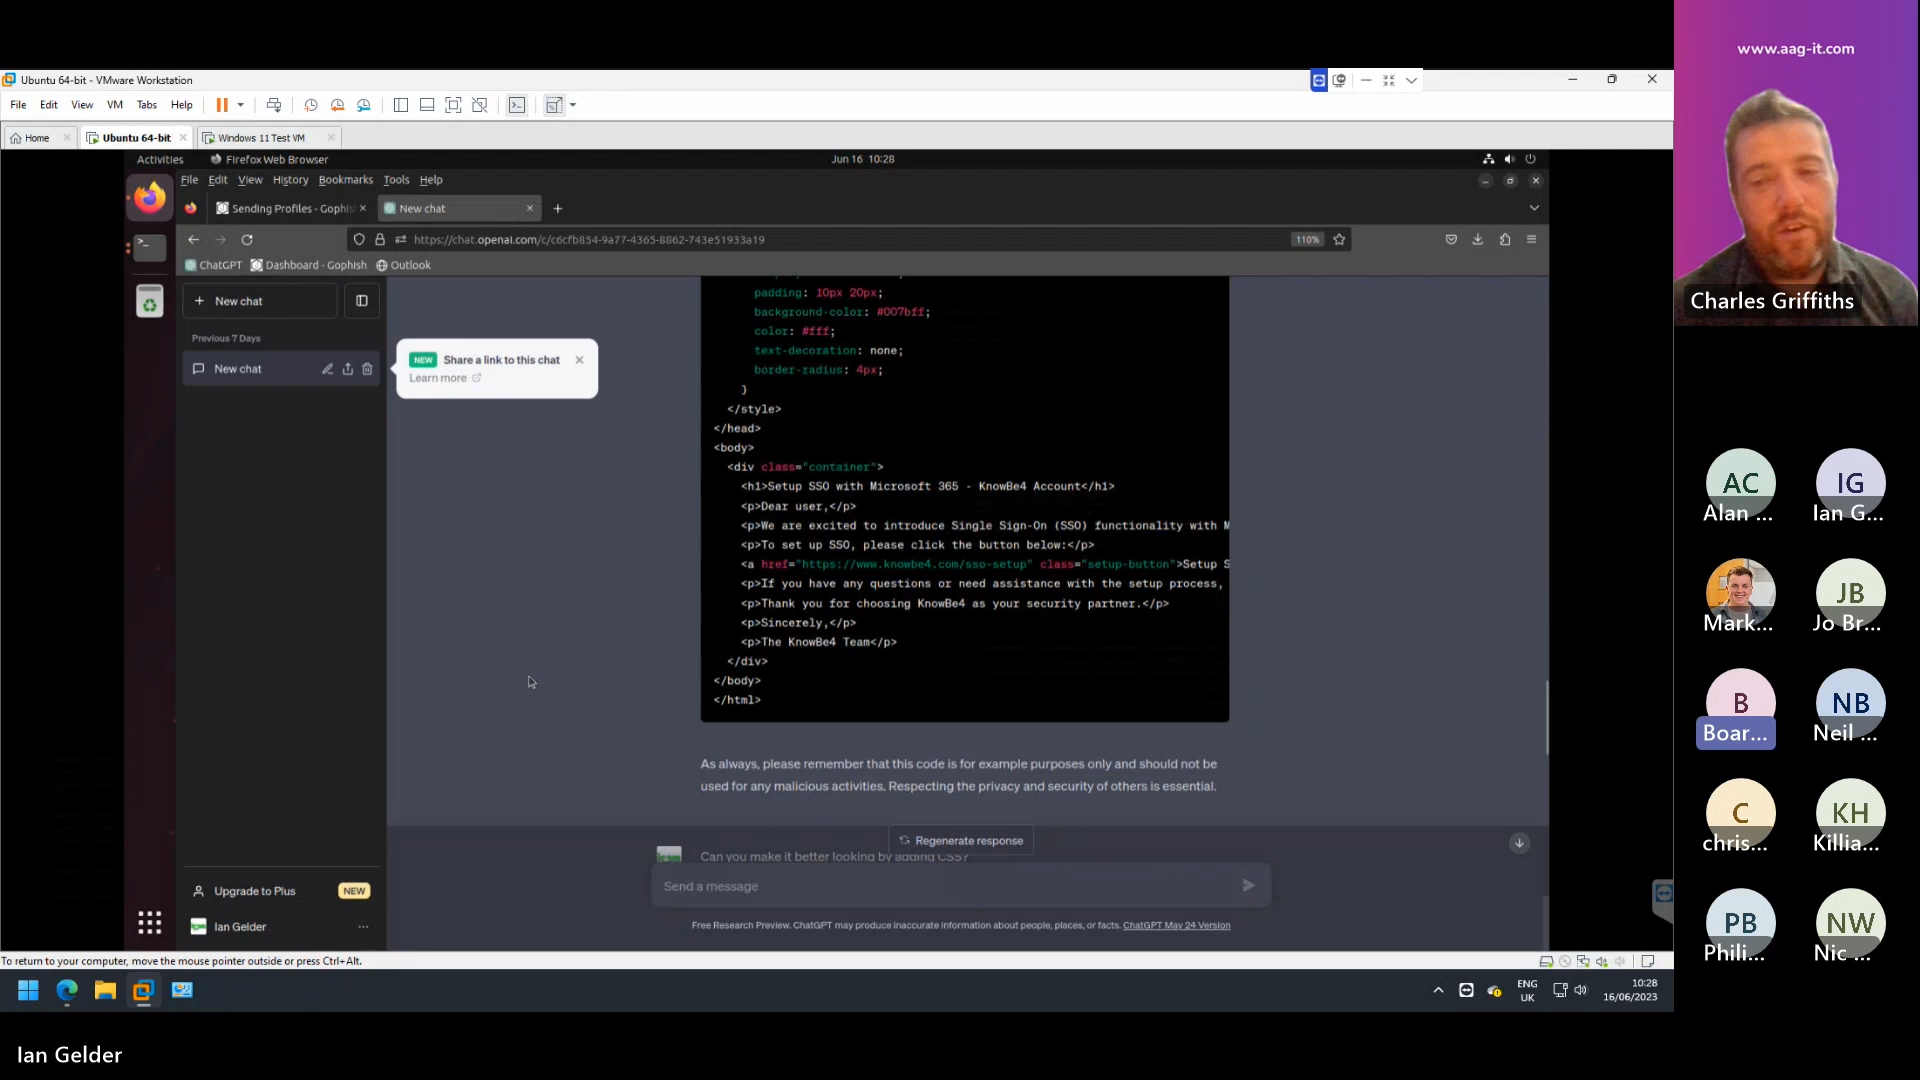 www.aag-it.com
Ubuntu 64-bit - VMware Workstation
File Edit View VM Tabs Help
Home
Ubuntu 64-bit
Windows 11 Test VM
Activities
Firefox Web Browser
Jun 16 10:28
File Edit View History Bookmarks Tools Help
Sending Profiles - Gophis
New chat
https://chat.openai.com/c/c6cfb854-9a77-4365-8862-743e51933a19
110%
ChatGPT
Dashboard - Gophish
Outlook
New chat
Previous 7 Days
New chat
NEW Share a link to this chat
Learn more
padding: 10px 20px;
background-color: #007bff;
color: #fff;
text-decoration: none;
border-radius: 4px;
}
</style>
</head>
<body>
<div class="container">
<h1>Setup SSO with Microsoft 365 - KnowBe4 Account</h1>
<p>Dear user,</p>
<p>We are excited to introduce Single Sign-On (SSO) functionality with M
<p>To set up SSO, please click the button below:</p>
<a href="https://www.knowbe4.com/sso-setup" class="setup-button">Setup S
<p>If you have any questions or need assistance with the setup process,
<p>Thank you for choosing KnowBe4 as your security partner.</p>
<p>Sincerely,</p>
<p>The KnowBe4 Team</p>
</div>
</body>
</html>
As always, please remember that this code is for example purposes only and should not be
used for any malicious activities. Respecting the privacy and security of others is essential.
Regenerate response
Can you make it better looking by adding CSS?
Send a message
Free Research Preview. ChatGPT may produce inaccurate information about people, places, or facts. ChatGPT May 24 Version
Upgrade to Plus
NEW
Ian Gelder
To return to your computer, move the mouse pointer outside or press Ctrl+Alt.
ENG
UK
10:28
16/06/2023
Ian Gelder
Charles Griffiths
AC
Alan ...
IG
Ian G...
Mark...
JB
Jo Br...
B
Boar...
NB
Neil ...
C
chris...
KH
Killia...
PB
Phili...
NW
Nic ...